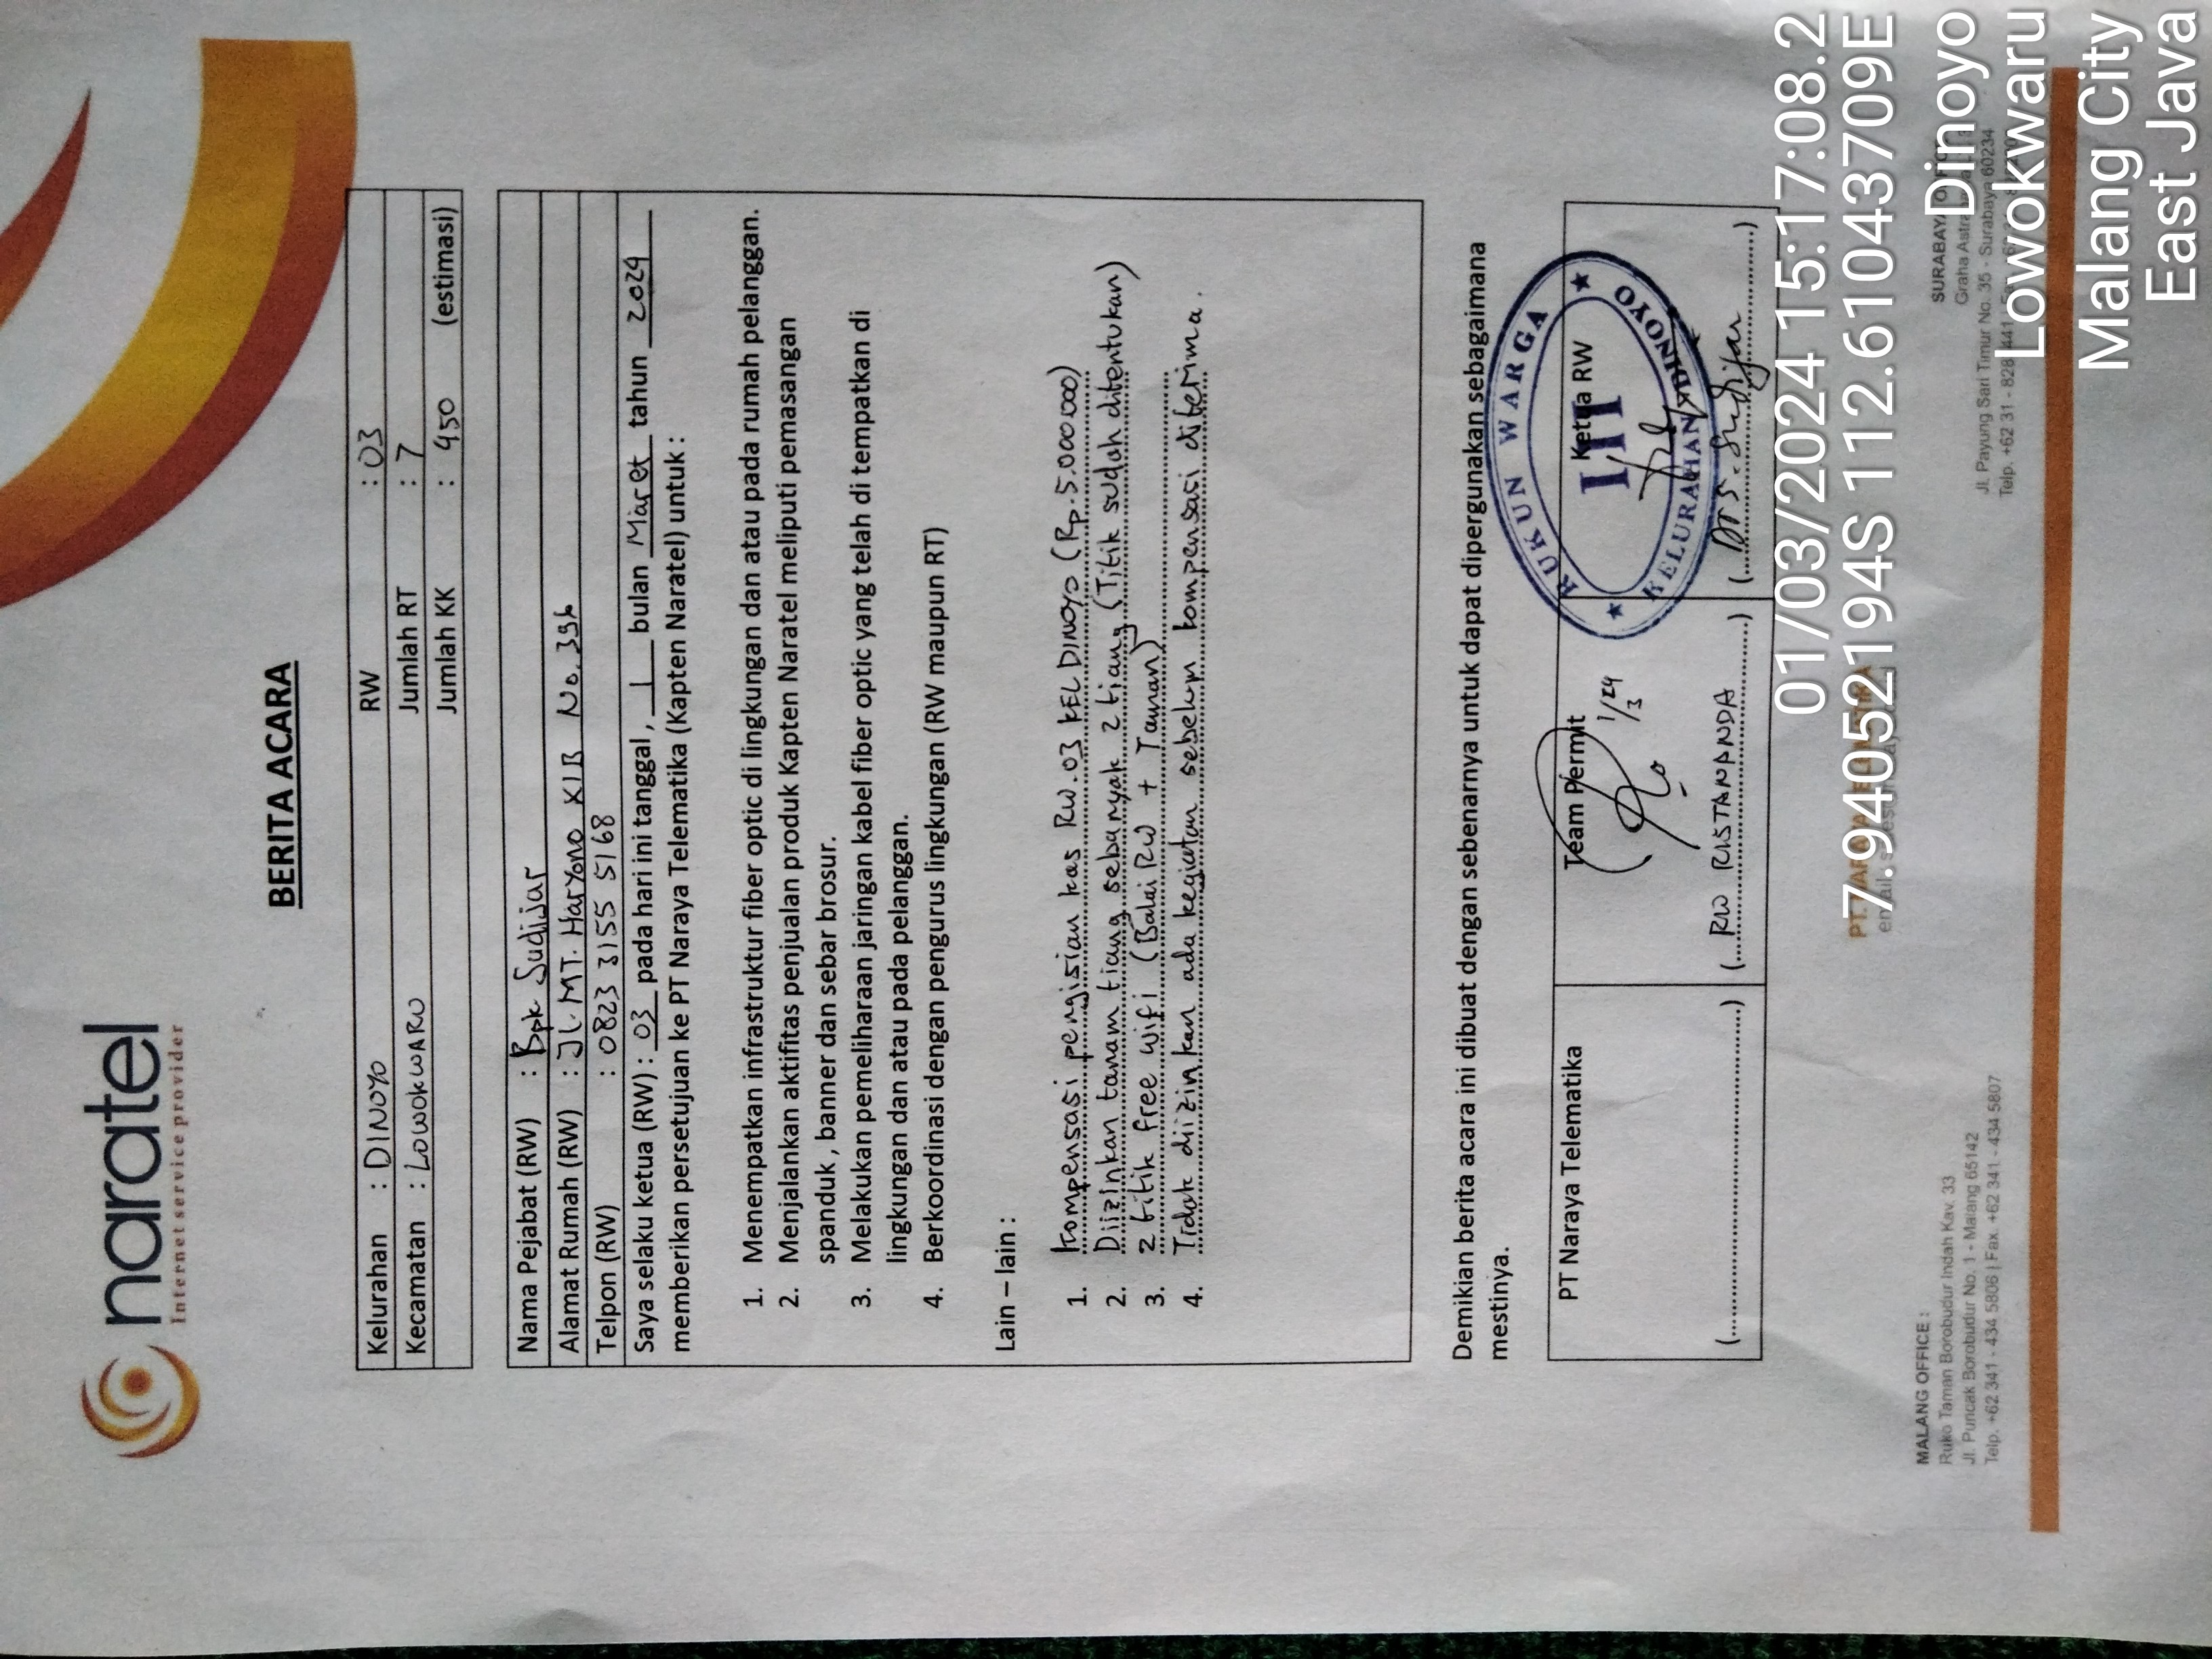 naratel
Internet service provider
BERITA ACARA
Kelurahan : DINOYO RW : 03
Kecamatan : LOWOKWARU Jumlah RT : 7
Jumlah KK : 450 (estimasi)
Nama Pejabat (RW) : Bpk Sudijar
Alamat Rumah (RW) : Jl. MT. Haryono XIB No. 396
Telpon (RW) : 0823 3155 5168
Saya selaku ketua (RW) : 03 pada hari ini tanggal , 1 bulan Maret tahun 2024
memberikan persetujuan ke PT Naraya Telematika (Kapten Naratel) untuk :
1. Menempatkan infrastruktur fiber optic di lingkungan dan atau pada rumah pelanggan.
2. Menjalankan aktifitas penjualan produk Kapten Naratel meliputi pemasangan
spanduk , banner dan sebar brosur.
3. Melakukan pemeliharaan jaringan kabel fiber optic yang telah di tempatkan di
lingkungan dan atau pada pelanggan.
4. Berkoordinasi dengan pengurus lingkungan (RW maupun RT)
Lain – lain :
1. Kompensasi pengisian kas RW.03 KEL DINOYO (Rp.5.000.000)
2. Diizinkan tanam tiang sebanyak 2 tiang (Titik sudah ditentukan)
3. 2 titik free wifi (Balai RW + Taman)
4. Tidak diizinkan ada kegiatan sebelum kompensasi diterima.
Demikian berita acara ini dibuat dengan sebenarnya untuk dapat dipergunakan sebagaimana
mestinya.
PT Naraya Telematika Team Permit Ketua RW
RUKUN WARGA
III
KELURAHAN DINOYO
1/3 24
(....................) (RIO RISTANANDA) (Drs. Sudijar)
01/03/2024 15:17:08.2
7.94052194S 112.61043709E
Dinoyo
Lowokwaru
Malang City
East Java
PT. NARAYA TELEMATIKA
email
MALANG OFFICE :
Ruko Taman Borobudur Indah Kav. 33
Jl. Puncak Borobudur No. 1 - Malang 65142
Telp. +62 341 - 434 5806 | Fax. +62 341 - 434 5807
SURABAYA OFFICE
Graha
Jl. Payung Sari Timur No. 35 - Surabaya 60234
Telp. +62 31 - 828